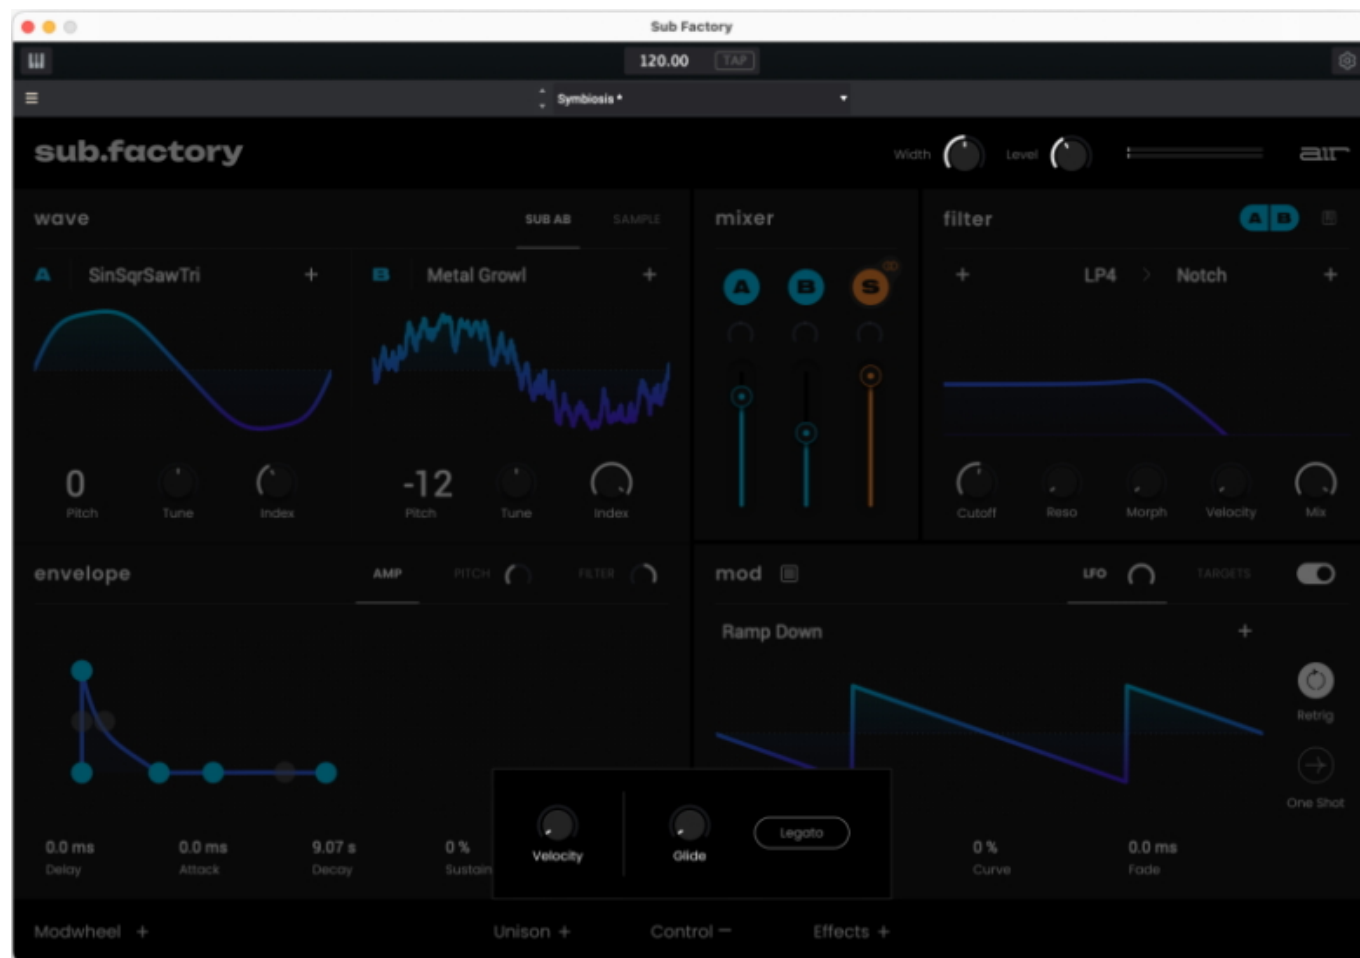 Sub Factory
120.00 TAP
Symbiosis *
sub.factory
Width Level air
wave SUB AB SAMPLE
mixer
filter A B
A SinSqrSawTri +
B Metal Growl +
A B S
+ LP4 > Notch +
0 Pitch Tune Index
-12 Pitch Tune Index
Cutoff Reso Morph Velocity Mix
envelope AMP PITCH FILTER
mod LFO TARGETS
Ramp Down +
Retrig
One Shot
0.0 ms 0.0 ms 9.07 s 0 %
Delay Attack Decay Sustain
Velocity Glide Legato
0 % 0.0 ms
Curve Fade
Modwheel + Unison + Control − Effects +